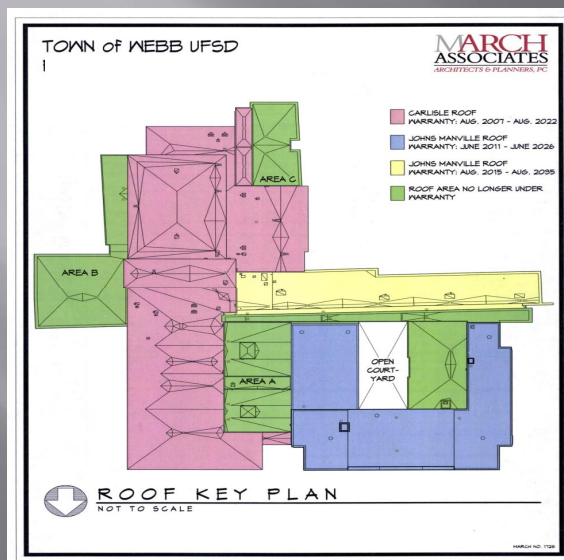 TOWN of WEBB UFSD
1
MARCH
ASSOCIATES
ARCHITECTS & PLANNERS, PC
CARLISLE ROOF
WARRANTY: AUG. 2007 - AUG. 2022
JOHNS MANVILLE ROOF
WARRANTY: JUNE 2011 - JUNE 2026
JOHNS MANVILLE ROOF
WARRANTY: AUG. 2015 - AUG. 2035
ROOF AREA NO LONGER UNDER
WARRANTY
AREA C
AREA B
AREA A
OPEN
COURT-
YARD
ROOF KEY PLAN
NOT TO SCALE
MARCH NO. 1728